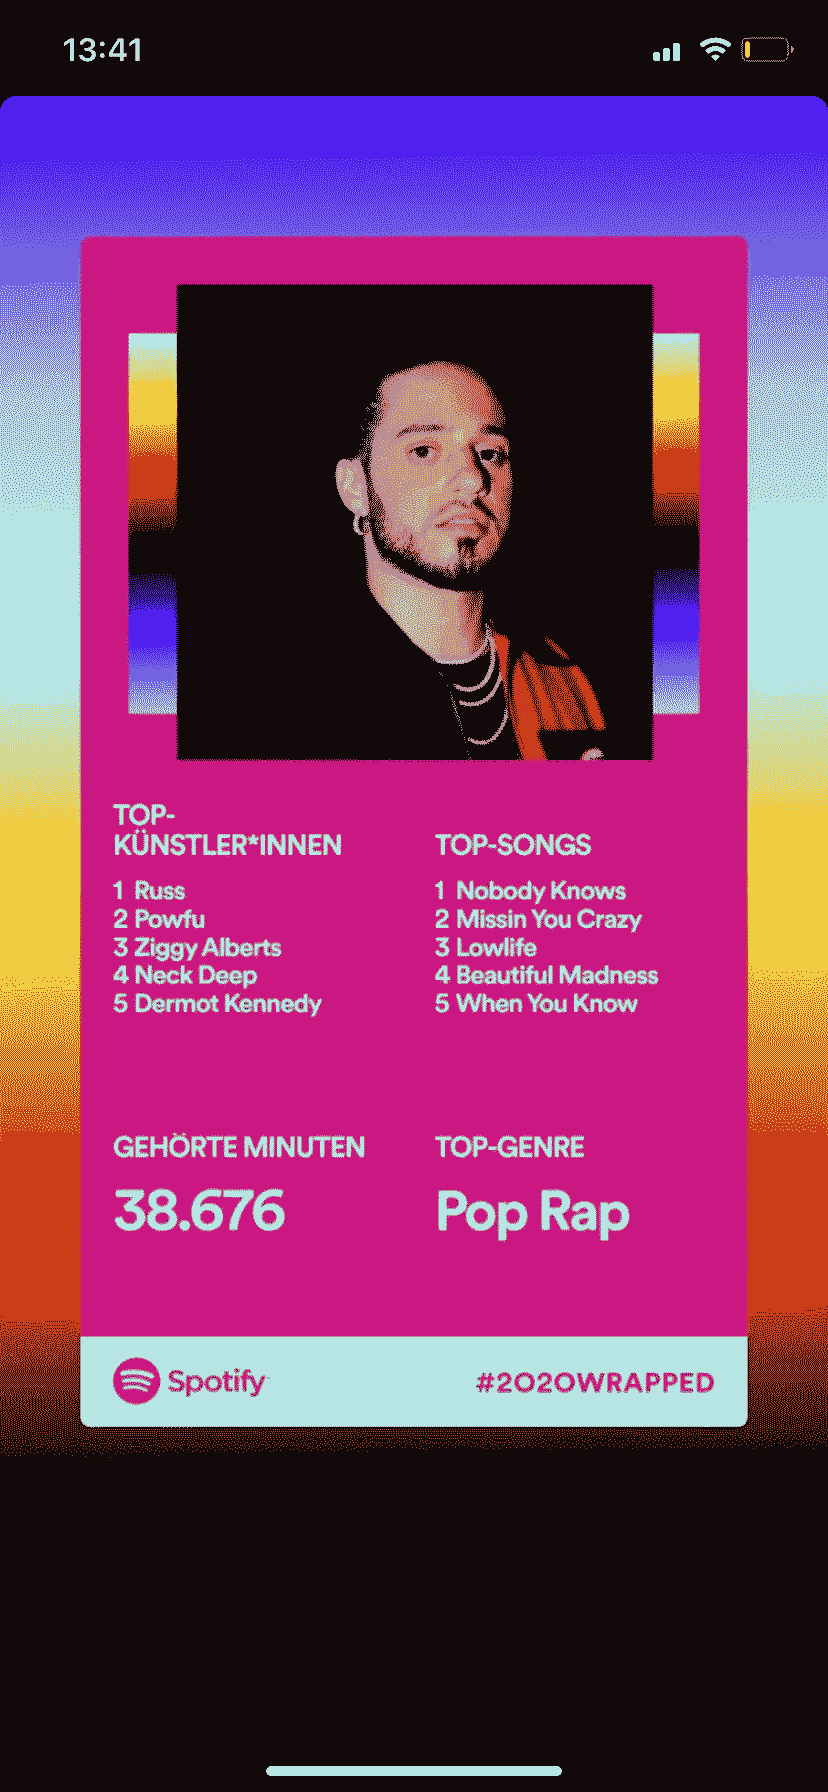 13:41
TOP-
KÜNSTLER*INNEN
1 Russ
2 Powfu
3 Ziggy Alberts
4 Neck Deep
5 Dermot Kennedy
TOP-SONGS
1 Nobody Knows
2 Missin You Crazy
3 Lowlife
4 Beautiful Madness
5 When You Know
GEHÖRTE MINUTEN
38.676
TOP-GENRE
Pop Rap
Spotify
#2020WRAPPED